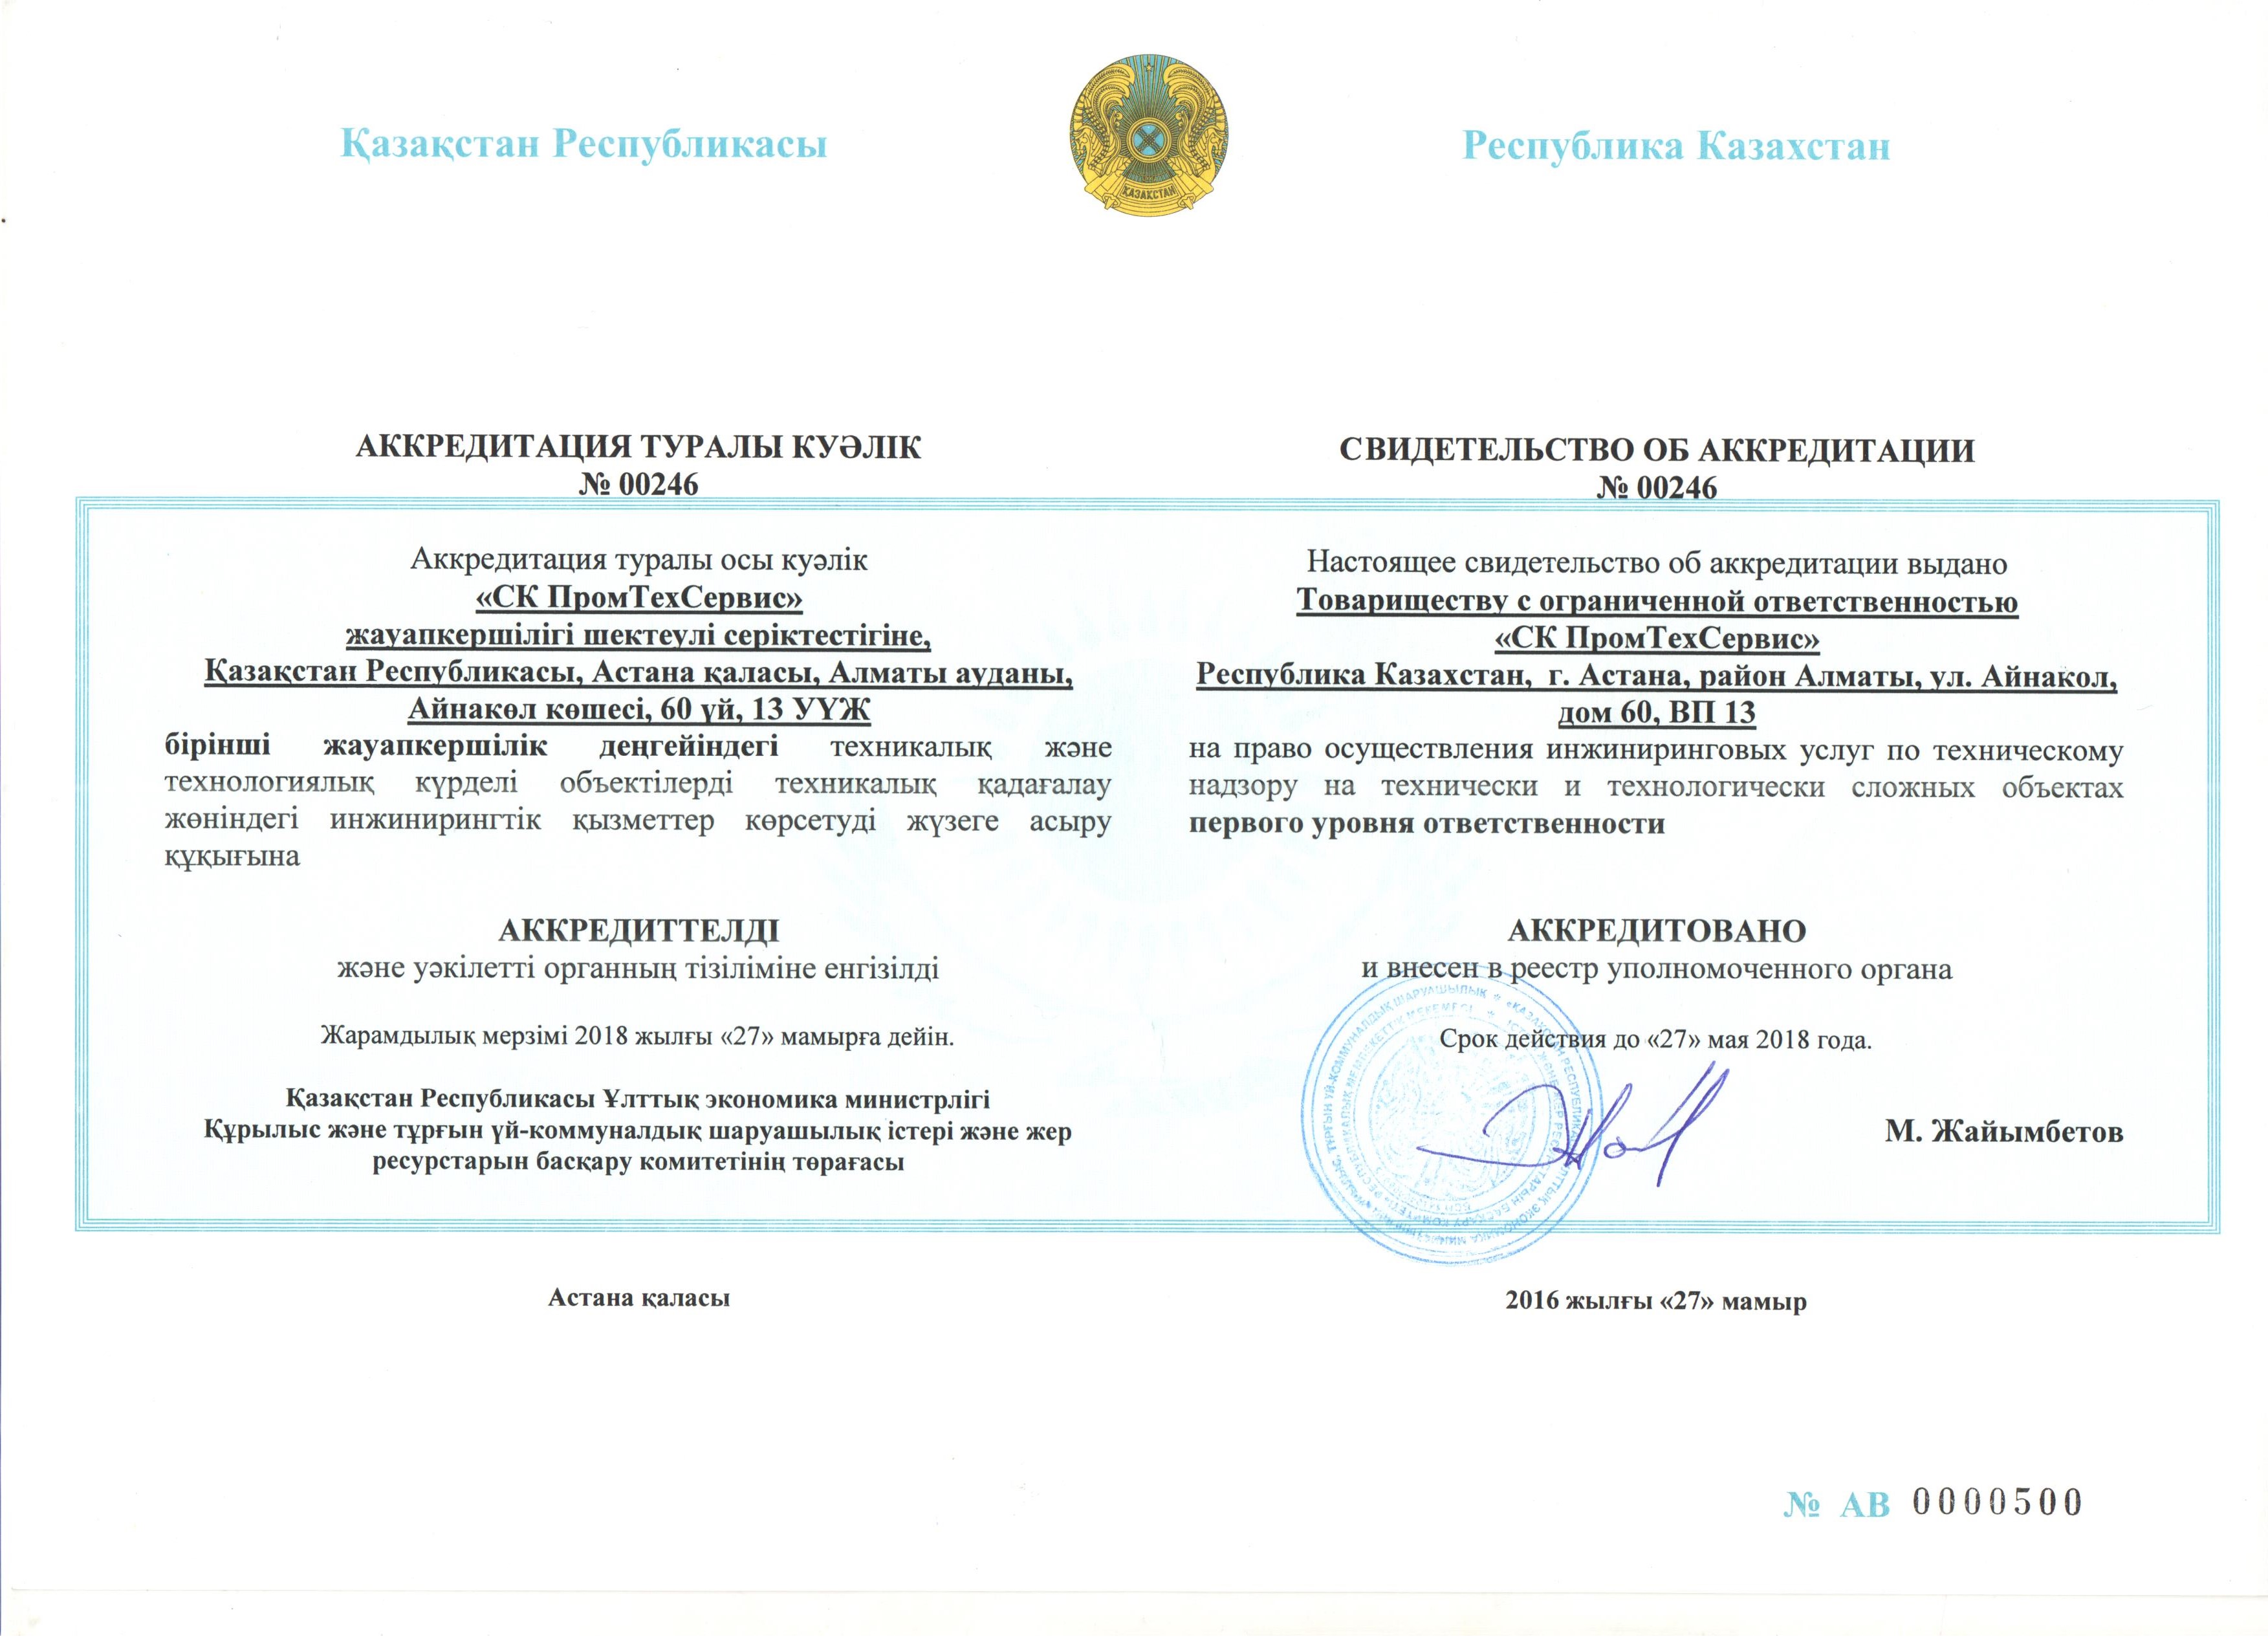 Қазақстан Республикасы
ҚАЗАҚСТАН
Республика Казахстан
АККРЕДИТАЦИЯ ТУРАЛЫ КУӘЛІК
№ 00246
Аккредитация туралы осы куәлік
«СК ПромТехСервис»
жауапкершілігі шектеулі серіктестігіне,
Қазақстан Республикасы, Астана қаласы, Алматы ауданы,
Айнакөл көшесі, 60 үй, 13 УҮЖ
бірінші жауапкершілік деңгейіндегі техникалық және
технологиялық күрделі объектілерді техникалық қадағалау
жөніндегі инжинирингтік қызметтер көрсетуді жүзеге асыру
құқығына
АККРЕДИТТЕЛДІ
және уәкілетті органның тізіліміне енгізілді
Жарамдылық мерзімі 2018 жылғы «27» мамырға дейін.
Қазақстан Республикасы Ұлттық экономика министрлігі
Құрылыс және тұрғын үй-коммуналдық шаруашылық істері және жер
ресурстарын басқару комитетінің төрағасы
Астана қаласы
СВИДЕТЕЛЬСТВО ОБ АККРЕДИТАЦИИ
№ 00246
Настоящее свидетельство об аккредитации выдано
Товариществу с ограниченной ответственностью
«СК ПромТехСервис»
Республика Казахстан, г. Астана, район Алматы, ул. Айнакол,
дом 60, ВП 13
на право осуществления инжиниринговых услуг по техническому
надзору на технически и технологически сложных объектах
первого уровня ответственности
АККРЕДИТОВАНО
и внесен в реестр уполномоченного органа
Срок действия до «27» мая 2018 года.
М. Жайымбетов
2016 жылғы «27» мамыр
№ АВ 0000500